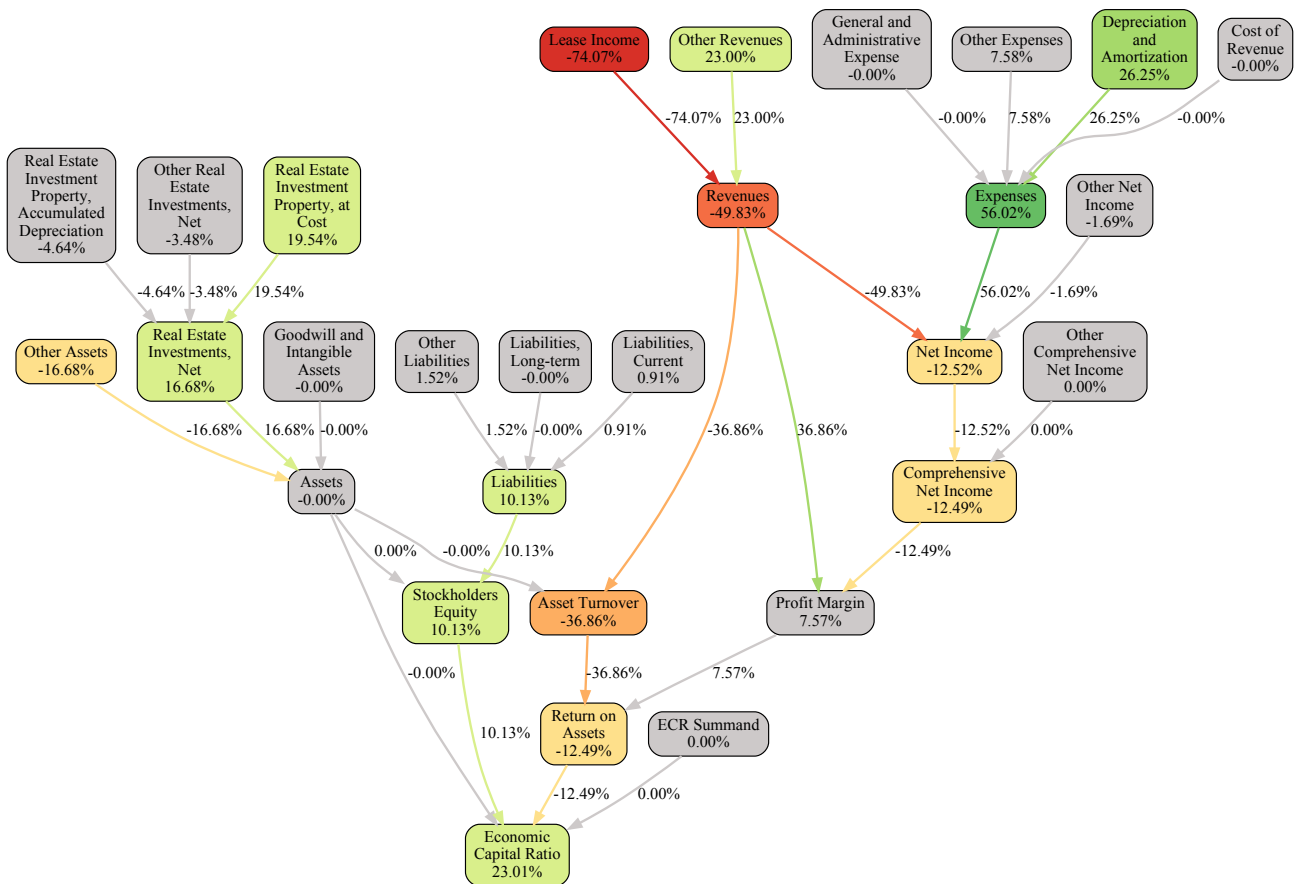 Lease Income
-74.07%
Other Revenues
23.00%
General and
Administrative
Expense
-0.00%
Other Expenses
7.58%
Depreciation
and
Amortization
26.25%
Cost of
Revenue
-0.00%
-74.07%
23.00%
-0.00%
7.58%
26.25%
-0.00%
Real Estate
Investment
Property,
Accumulated
Depreciation
-4.64%
Other Real
Estate
Investments,
Net
-3.48%
Real Estate
Investment
Property, at
Cost
19.54%
Revenues
-49.83%
Expenses
56.02%
Other Net
Income
-1.69%
-4.64%
-3.48%
19.54%
-49.83%
56.02%
-1.69%
Other Assets
-16.68%
Real Estate
Investments,
Net
16.68%
Goodwill and
Intangible
Assets
-0.00%
Other
Liabilities
1.52%
Liabilities,
Long-term
-0.00%
Liabilities,
Current
0.91%
Net Income
-12.52%
Other
Comprehensive
Net Income
0.00%
-16.68%
16.68%
-0.00%
1.52%
-0.00%
0.91%
-36.86%
36.86%
-12.52%
0.00%
Assets
-0.00%
Liabilities
10.13%
Comprehensive
Net Income
-12.49%
0.00%
-0.00%
10.13%
-12.49%
Stockholders
Equity
10.13%
Asset Turnover
-36.86%
Profit Margin
7.57%
-0.00%
-36.86%
7.57%
10.13%
Return on
Assets
-12.49%
ECR Summand
0.00%
-12.49%
0.00%
Economic
Capital Ratio
23.01%